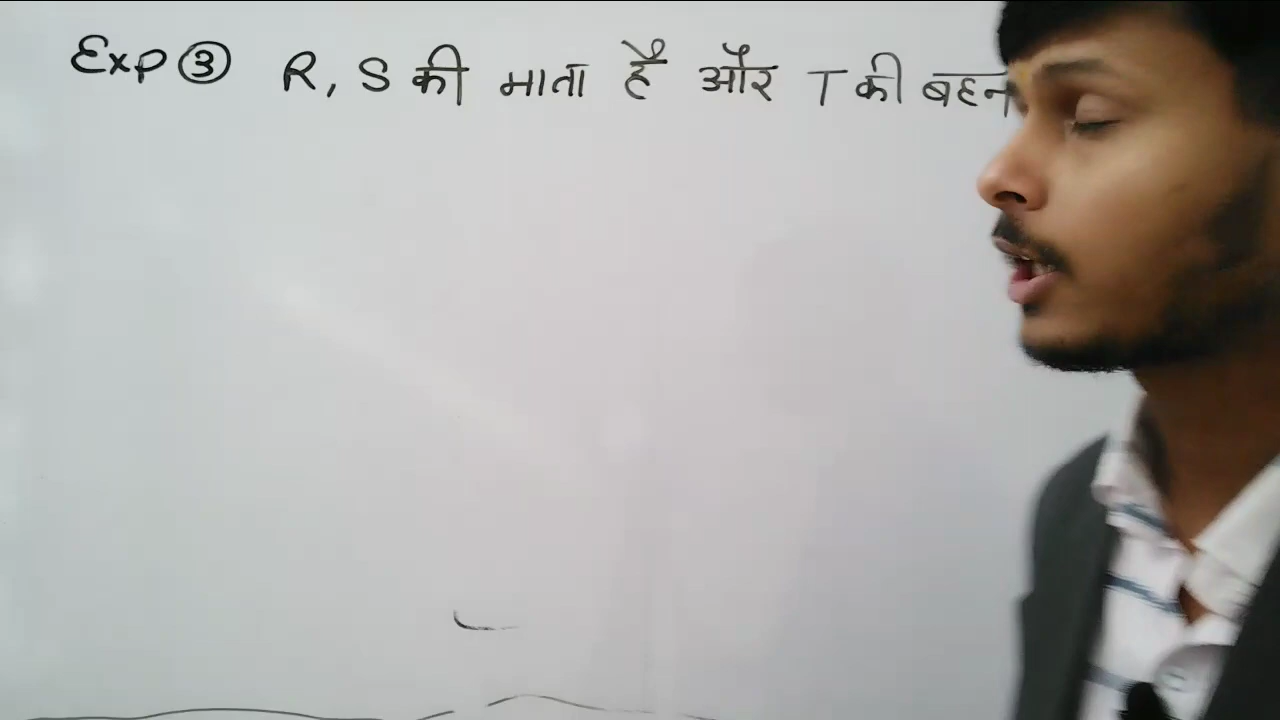 Exp ③ R, S की माता है और T की बहन